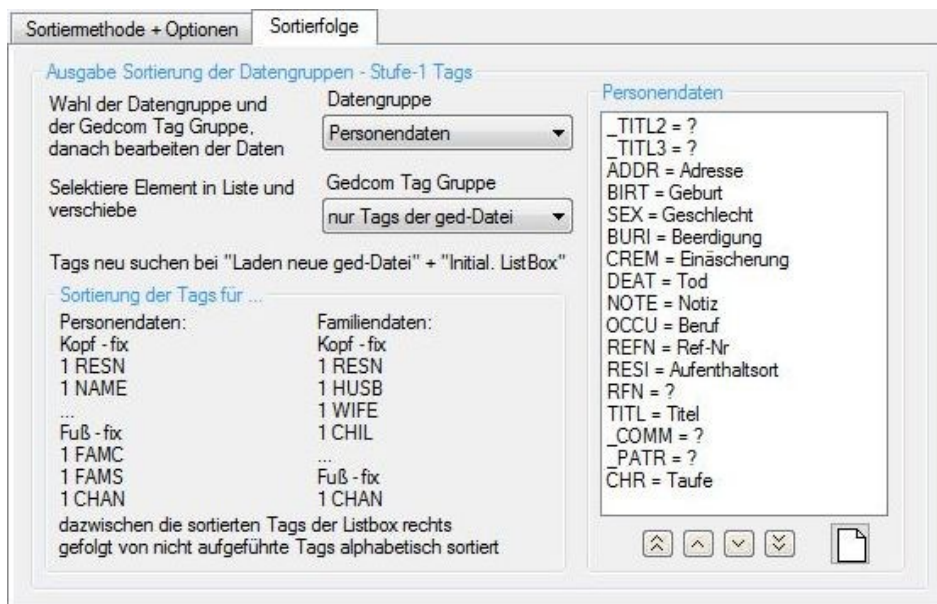 Sortiermethode + Optionen
Sortierfolge
Ausgabe Sortierung der Datengruppen - Stufe-1 Tags
Wahl der Datengruppe und
der Gedcom Tag Gruppe,
danach bearbeiten der Daten
Datengruppe
Personendaten
Selektiere Element in Liste und
verschiebe
Gedcom Tag Gruppe
nur Tags der ged-Datei
Tags neu suchen bei "Laden neue ged-Datei" + "Initial. ListBox"
Sortierung der Tags für ...
Personendaten:
Kopf - fix
1 RESN
1 NAME
...
Fuß - fix
1 FAMC
1 FAMS
1 CHAN
Familiendaten:
Kopf - fix
1 RESN
1 HUSB
1 WIFE
1 CHIL
...
Fuß - fix
1 CHAN
dazwischen die sortierten Tags der Listbox rechts
gefolgt von nicht aufgeführte Tags alphabetisch sortiert
Personendaten
_TITL2 = ?
_TITL3 = ?
ADDR = Adresse
BIRT = Geburt
SEX = Geschlecht
BURI = Beerdigung
CREM = Einäscherung
DEAT = Tod
NOTE = Notiz
OCCU = Beruf
REFN = Ref-Nr
RESI = Aufenthaltsort
RFN = ?
TITL = Titel
_COMM = ?
_PATR = ?
CHR = Taufe